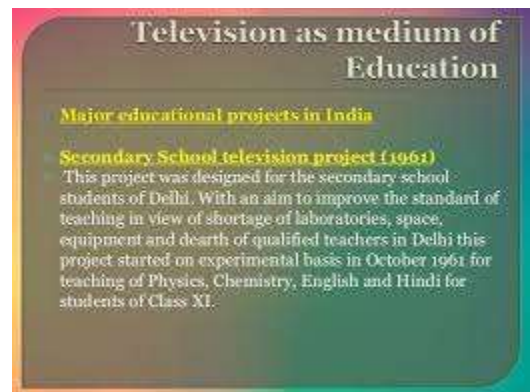 Television as medium of
Education
Major educational projects in India
Secondary School television project (1961)
This project was designed for the secondary school
students of Delhi. With an aim to improve the standard of
teaching in view of shortage of laboratories, space,
equipment and dearth of qualified teachers in Delhi this
project started on experimental basis in October 1961 for
teaching of Physics, Chemistry, English and Hindi for
students of Class XI.